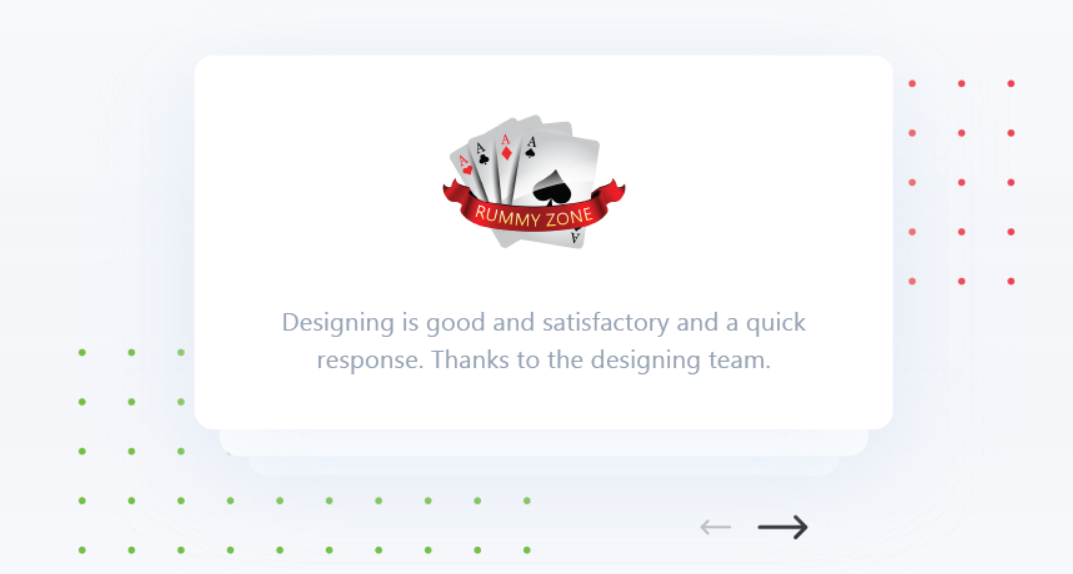 A A A A
RUMMY ZONE
A
Designing is good and satisfactory and a quick
response. Thanks to the designing team.